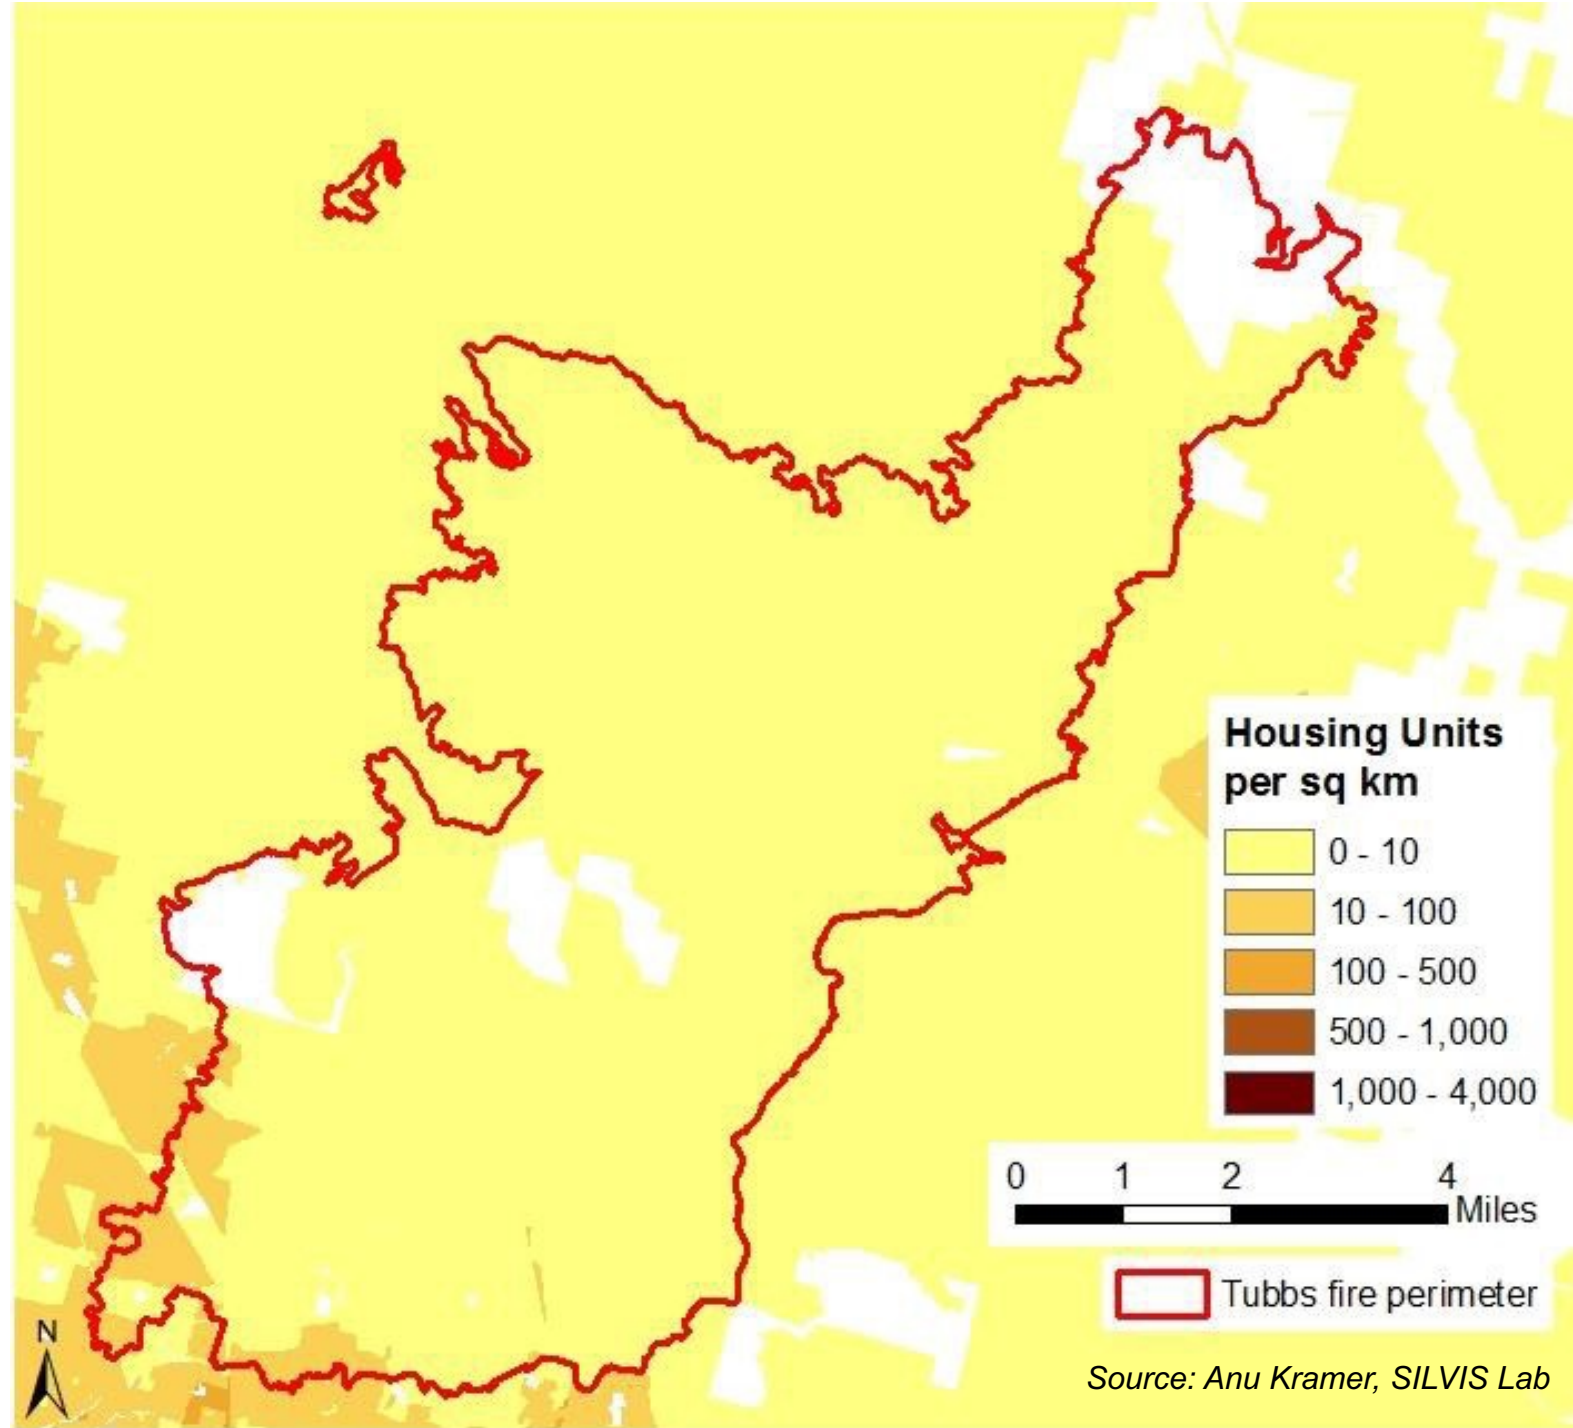 Housing Units
per sq km
0 - 10
10 - 100
100 - 500
500 - 1,000
1,000 - 4,000
0 1 2 4
Miles
Tubbs fire perimeter
N
Source: Anu Kramer, SILVIS Lab